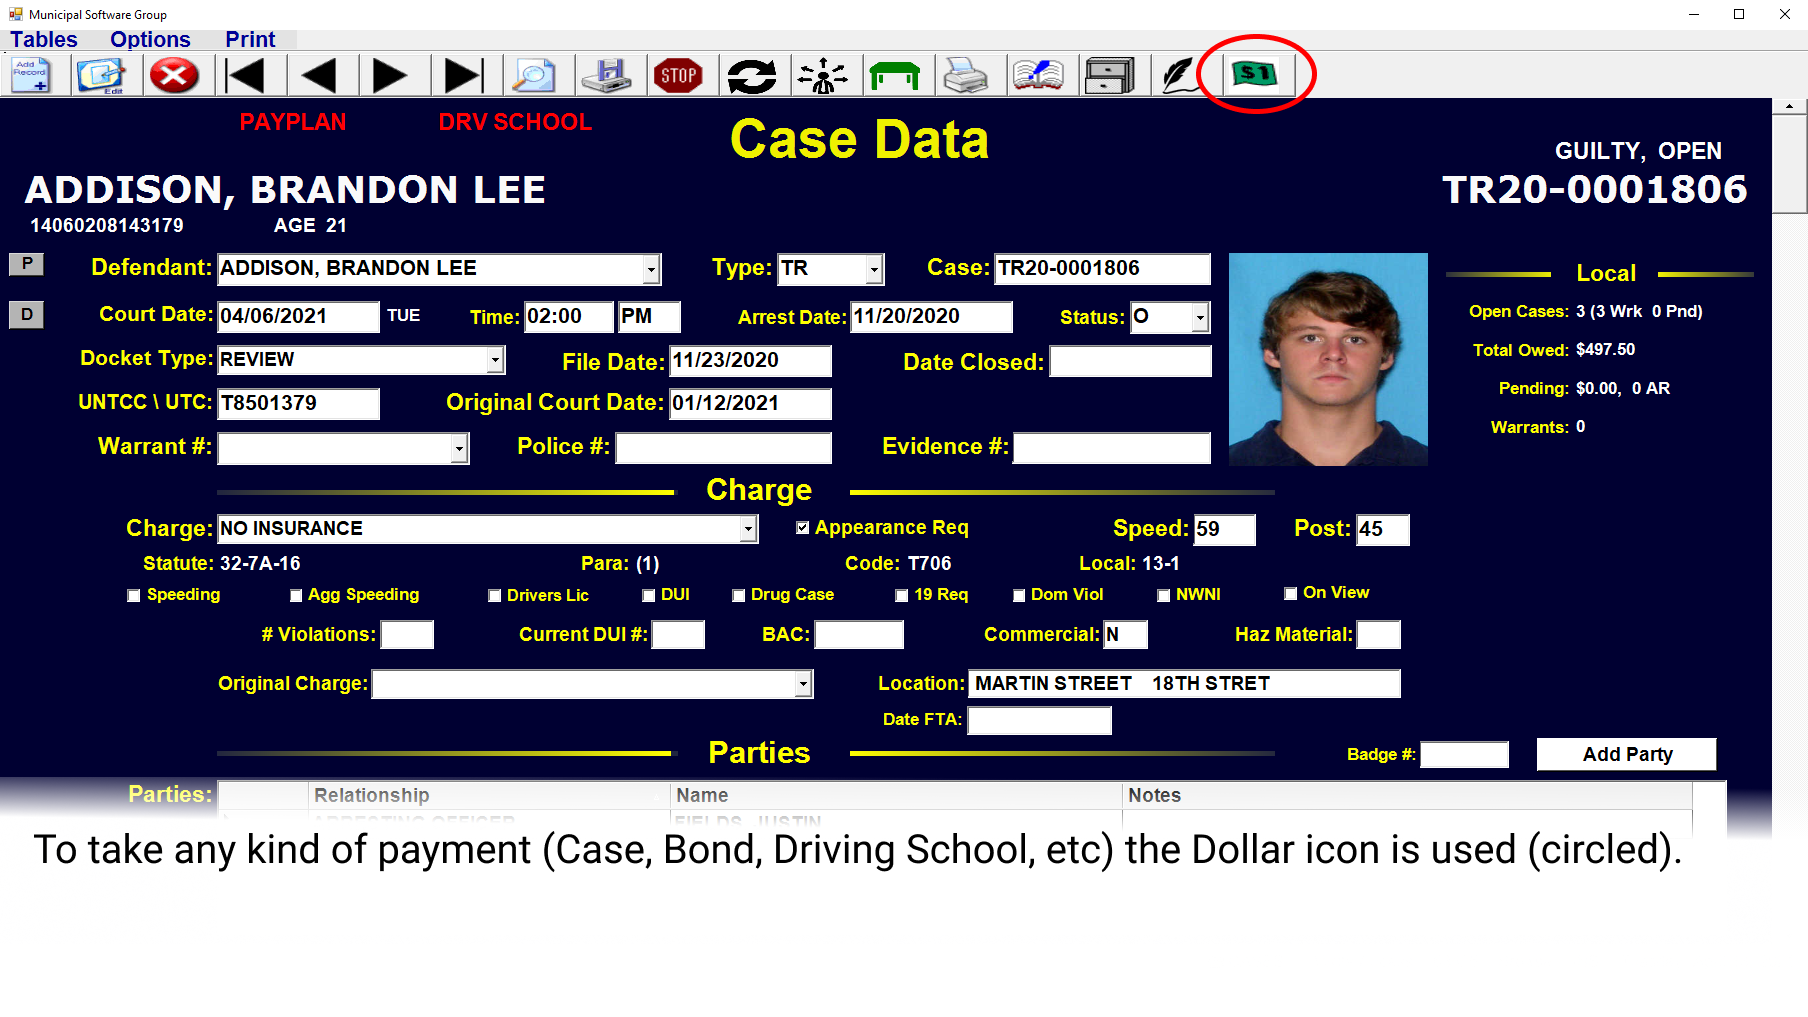 Municipal Software Group
Tables Options Print
Add Record Edit STOP $1
PAYPLAN DRV SCHOOL
Case Data
GUILTY, OPEN
ADDISON, BRANDON LEE
TR20-0001806
14060208143179 AGE 21
P Defendant: ADDISON, BRANDON LEE Type: TR Case: TR20-0001806
Local
D Court Date: 04/06/2021 TUE Time: 02:00 PM Arrest Date: 11/20/2020 Status: O
Open Cases: 3 (3 Wrk 0 Pnd)
Docket Type: REVIEW File Date: 11/23/2020 Date Closed:
Total Owed: $497.50
UNTCC \ UTC: T8501379 Original Court Date: 01/12/2021
Pending: $0.00, 0 AR
Warrant #: Police #: Evidence #:
Warrants: 0
Charge
Charge: NO INSURANCE Appearance Req Speed: 59 Post: 45
Statute: 32-7A-16 Para: (1) Code: T706 Local: 13-1
Speeding Agg Speeding Drivers Lic DUI Drug Case 19 Req Dom Viol NWNI On View
# Violations: Current DUI #: BAC: Commercial: N Haz Material:
Original Charge: Location: MARTIN STREET 18TH STRET
Date FTA:
Parties
Badge #: Add Party
Parties: Relationship Name Notes
ARRESTING OFFICER FIELDS, JUSTIN
To take any kind of payment (Case, Bond, Driving School, etc) the Dollar icon is used (circled).